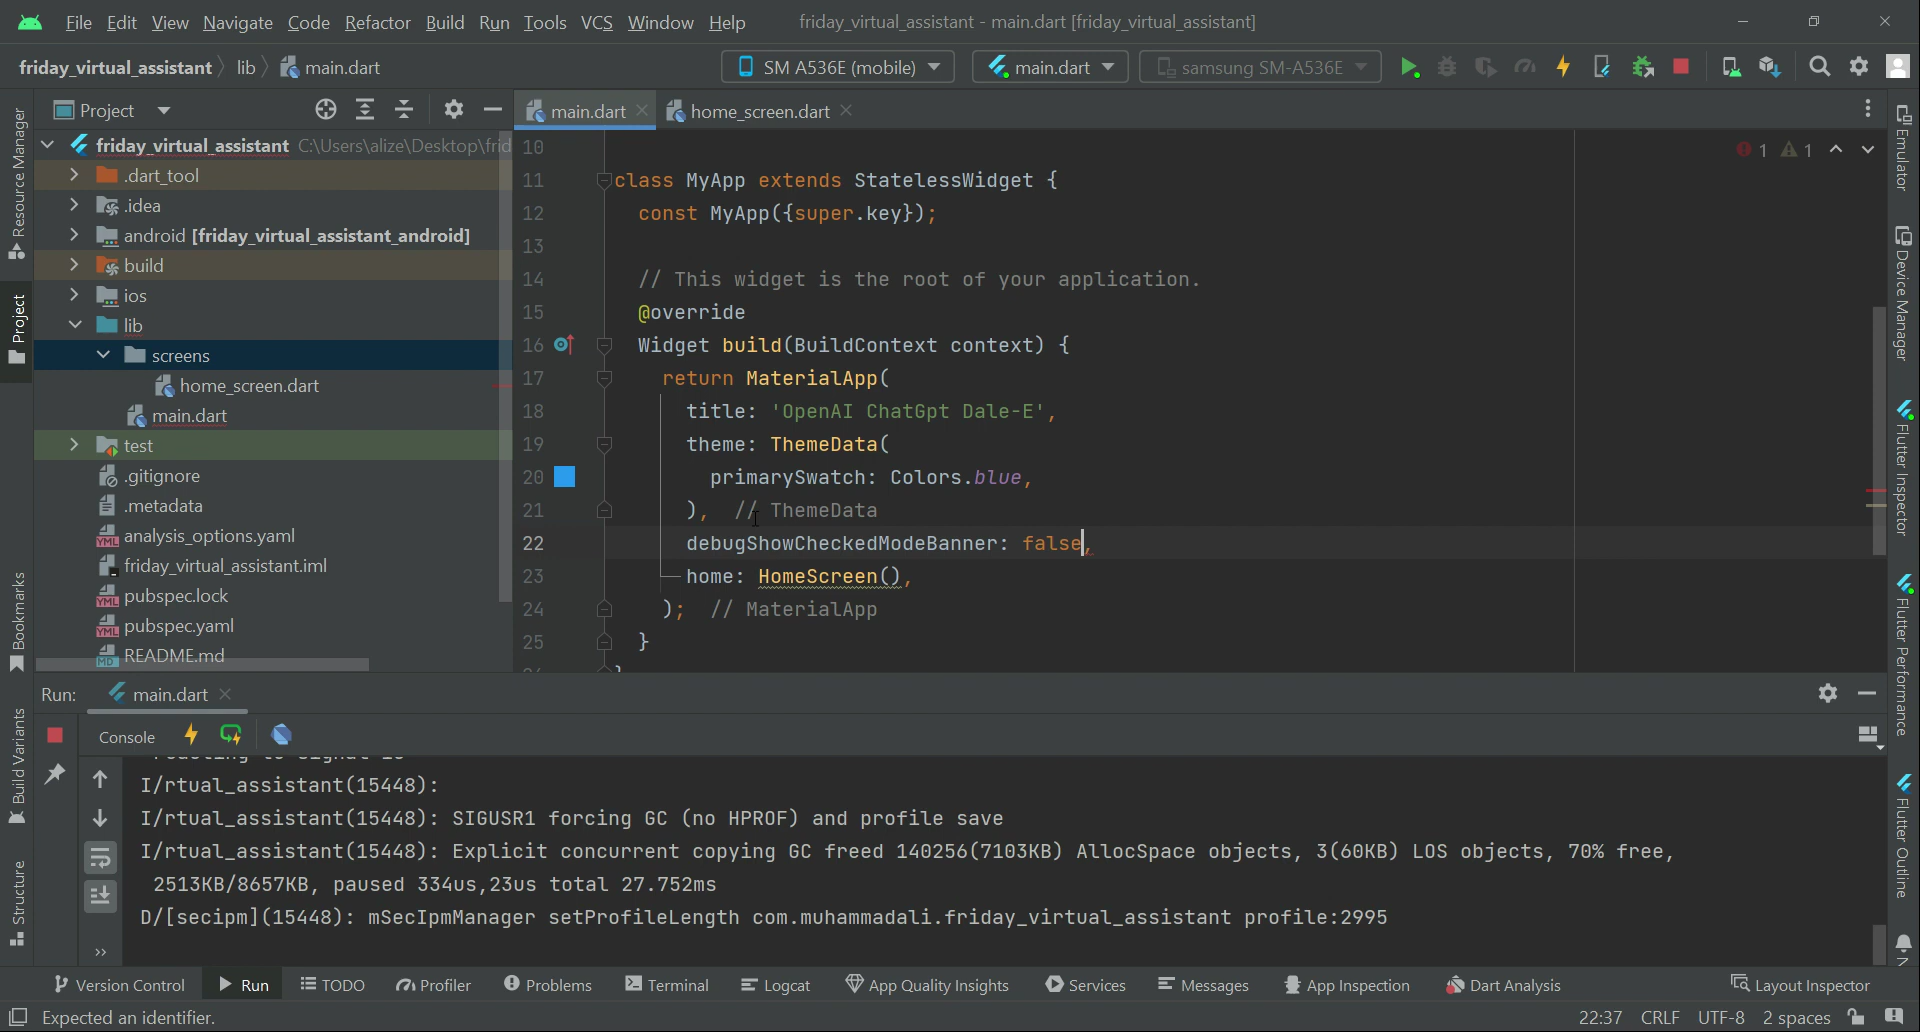 File Edit View Navigate Code Refactor Build Run Tools VCS Window Help friday_virtual_assistant - main.dart [friday_virtual_assistant]
friday_virtual_assistant lib main.dart SM A536E (mobile) main.dart samsung SM-A536E
Project
main.dart home_screen.dart
friday_virtual_assistant C:\Users\alize\Desktop\frid
.dart_tool
.idea
android [friday_virtual_assistant_android]
build
ios
lib
screens
home_screen.dart
main.dart
test
.gitignore
.metadata
analysis_options.yaml
friday_virtual_assistant.iml
pubspec.lock
pubspec.yaml
README.md
1 1
10
11 class MyApp extends StatelessWidget {
12 const MyApp({super.key});
13
14 // This widget is the root of your application.
15 @override
16 Widget build(BuildContext context) {
17 return MaterialApp(
18 title: 'OpenAI ChatGpt Dale-E',
19 theme: ThemeData(
20 primarySwatch: Colors.blue,
21 ), // ThemeData
22 debugShowCheckedModeBanner: false,
23 home: HomeScreen(),
24 ); // MaterialApp
25 }
Resource Manager
Project
Bookmarks
Build Variants
Structure
Emulator
Device Manager
Flutter Inspector
Flutter Performance
Flutter Outline
Run: main.dart
Console
I/rtual_assistant(15448):
I/rtual_assistant(15448): SIGUSR1 forcing GC (no HPROF) and profile save
I/rtual_assistant(15448): Explicit concurrent copying GC freed 140256(7103KB) AllocSpace objects, 3(60KB) LOS objects, 70% free,
2513KB/8657KB, paused 334us,23us total 27.752ms
D/[secipm](15448): mSecIpmManager setProfileLength com.muhammadali.friday_virtual_assistant profile:2995
Version Control Run TODO Profiler Problems Terminal Logcat App Quality Insights Services Messages App Inspection Dart Analysis Layout Inspector
Expected an identifier. 22:37 CRLF UTF-8 2 spaces